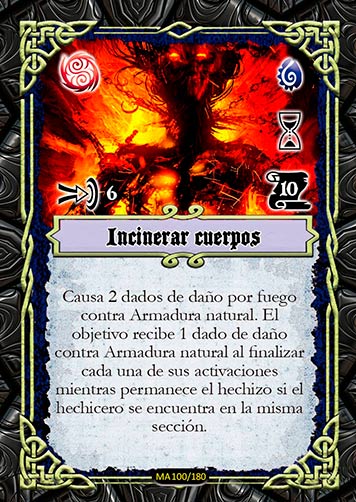 10
6
Incinerar cuerpos
Causa 2 dados de daño por fuego
contra Armadura natural. El
objetivo recibe 1 dado de daño
contra Armadura natural al finalizar
cada una de sus activaciones
mientras permanece el hechizo si el
hechicero se encuentra en la misma
sección.
MA100/180